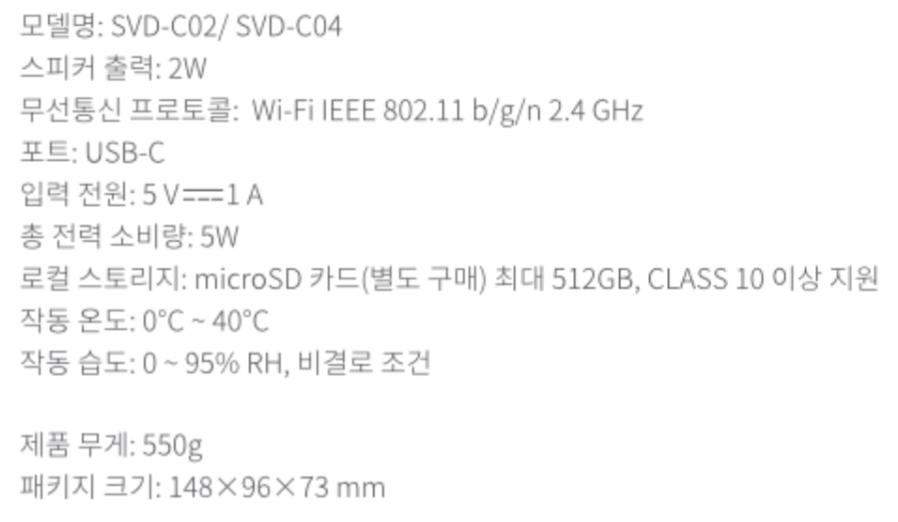 모델명: SVD-C02/ SVD-C04
스피커 출력: 2W
무선통신 프로토콜: Wi-Fi IEEE 802.11 b/g/n 2.4 GHz
포트: USB-C
입력 전원: 5 V⎓1 A
총 전력 소비량: 5W
로컬 스토리지: microSD 카드(별도 구매) 최대 512GB, CLASS 10 이상 지원
작동 온도: 0°C ~ 40°C
작동 습도: 0 ~ 95% RH, 비결로 조건
제품 무게: 550g
패키지 크기: 148×96×73 mm